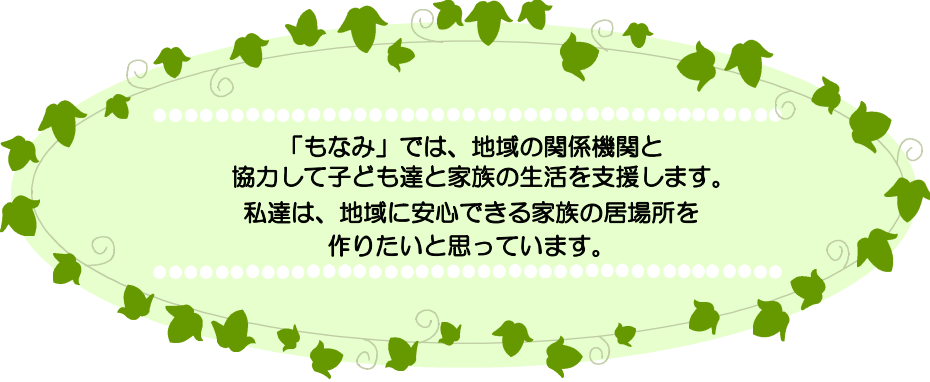 「もなみ」では、地域の関係機関と
協力して子ども達と家族の生活を支援します。
私達は、地域に安心できる家族の居場所を
作りたいと思っています。